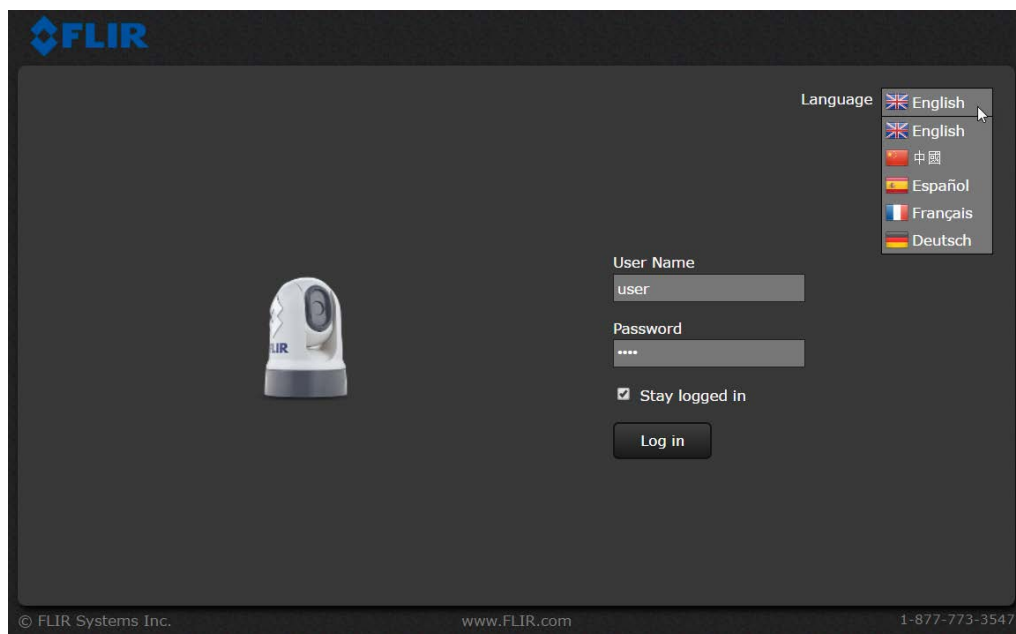 FLIR
Language English
English
中國
Español
Français
Deutsch
User Name
user
Password
••••
FLIR
Stay logged in
Log in
© FLIR Systems Inc. www.FLIR.com 1-877-773-3547